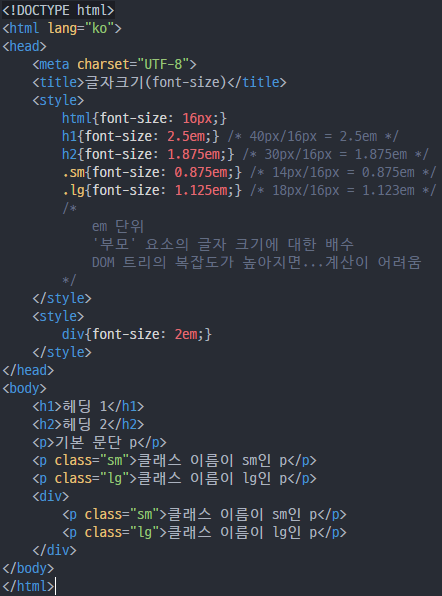 <!DOCTYPE html>
<html lang="ko">
<head>
    <meta charset="UTF-8">
    <title>글자크기(font-size)</title>
    <style>
        html{font-size: 16px;}
        h1{font-size: 2.5em;} /* 40px/16px = 2.5em */
        h2{font-size: 1.875em;} /* 30px/16px = 1.875em */
        .sm{font-size: 0.875em;} /* 14px/16px = 0.875em */
        .lg{font-size: 1.125em;} /* 18px/16px = 1.123em */
        /*
            em 단위
            '부모' 요소의 글자 크기에 대한 배수
            DOM 트리의 복잡도가 높아지면...계산이 어려움
        */
    </style>
    <style>
        div{font-size: 2em;}
    </style>
</head>
<body>
    <h1>헤딩 1</h1>
    <h2>헤딩 2</h2>
    <p>기본 문단 p</p>
    <p class="sm">클래스 이름이 sm인 p</p>
    <p class="lg">클래스 이름이 lg인 p</p>
    <div>
        <p class="sm">클래스 이름이 sm인 p</p>
        <p class="lg">클래스 이름이 lg인 p</p>
    </div>
</body>
</html>